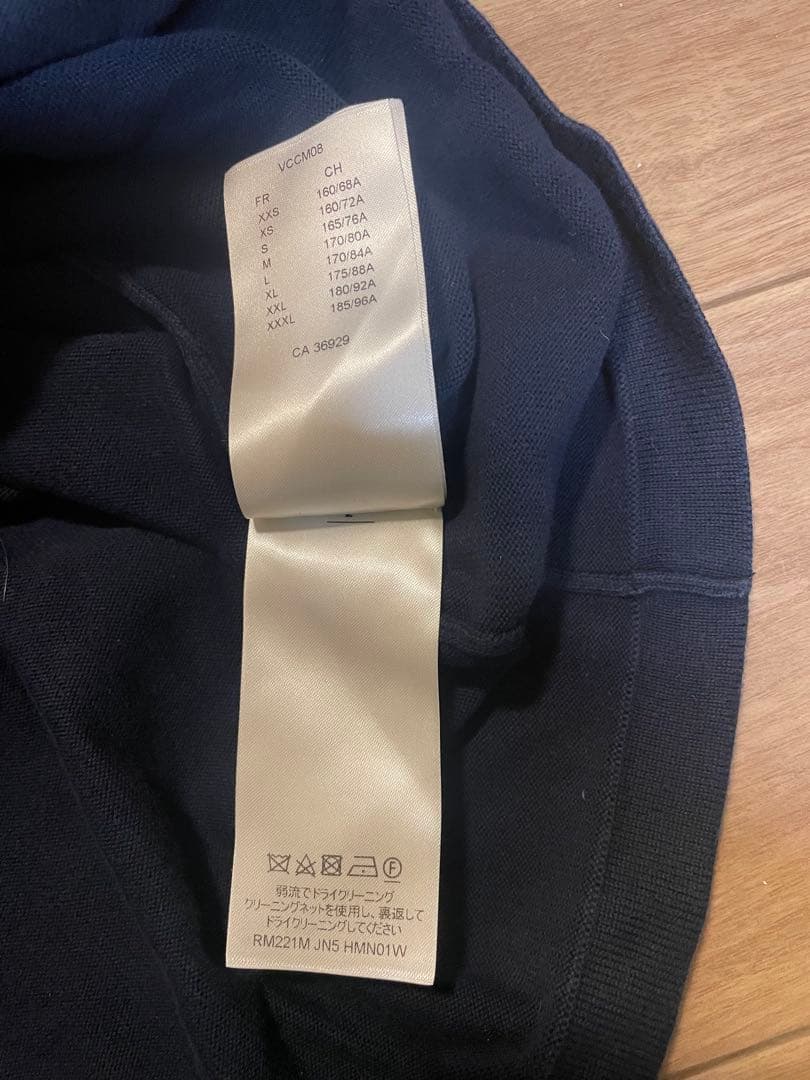 VCCM08
FR CH
XXS 160/68A
XS 160/72A
S 165/76A
M 170/80A
L 170/84A
XL 175/88A
XXL 180/92A
XXXL 185/96A
CA 36929
F
弱流でドライクリーニング
クリーニングネットを使用し、裏返して
ドライクリーニングしてください
RM221M JN5 HMN01W